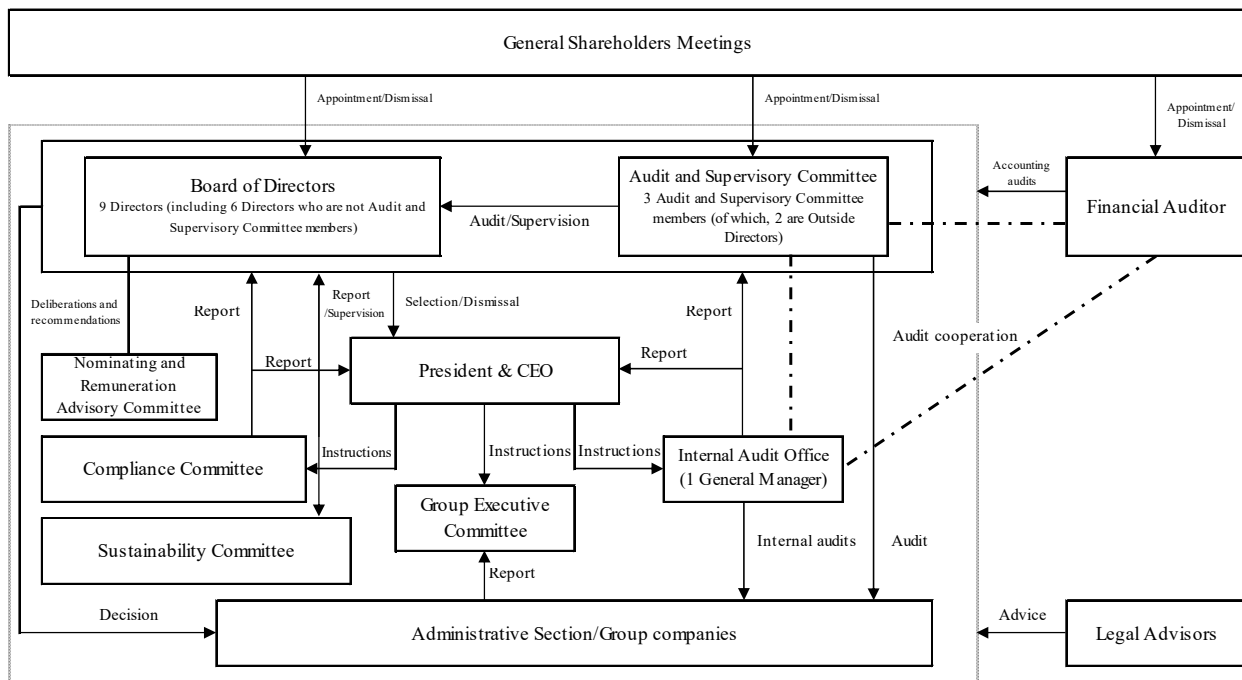 General Shareholders Meetings
Appointment/Dismissal
Appointment/Dismissal
Appointment/
Dismissal
Board of Directors
9 Directors (including 6 Directors who are not Audit and
Supervisory Committee members)
Audit/Supervision
Audit and Supervisory Committee
3 Audit and Supervisory Committee
members (of which, 2 are Outside
Directors)
Accounting
audits
Financial Auditor
Deliberations and
recommendations
Report
Report
/Supervision
Selection/Dismissal
Report
Audit cooperation
Nominating and
Remuneration
Advisory Committee
Report
President & CEO
Report
Compliance Committee
Instructions
Instructions
Instructions
Internal Audit Office
(1 General Manager)
Group Executive
Committee
Sustainability Committee
Internal audits
Audit
Report
Decision
Administrative Section/Group companies
Advice
Legal Advisors